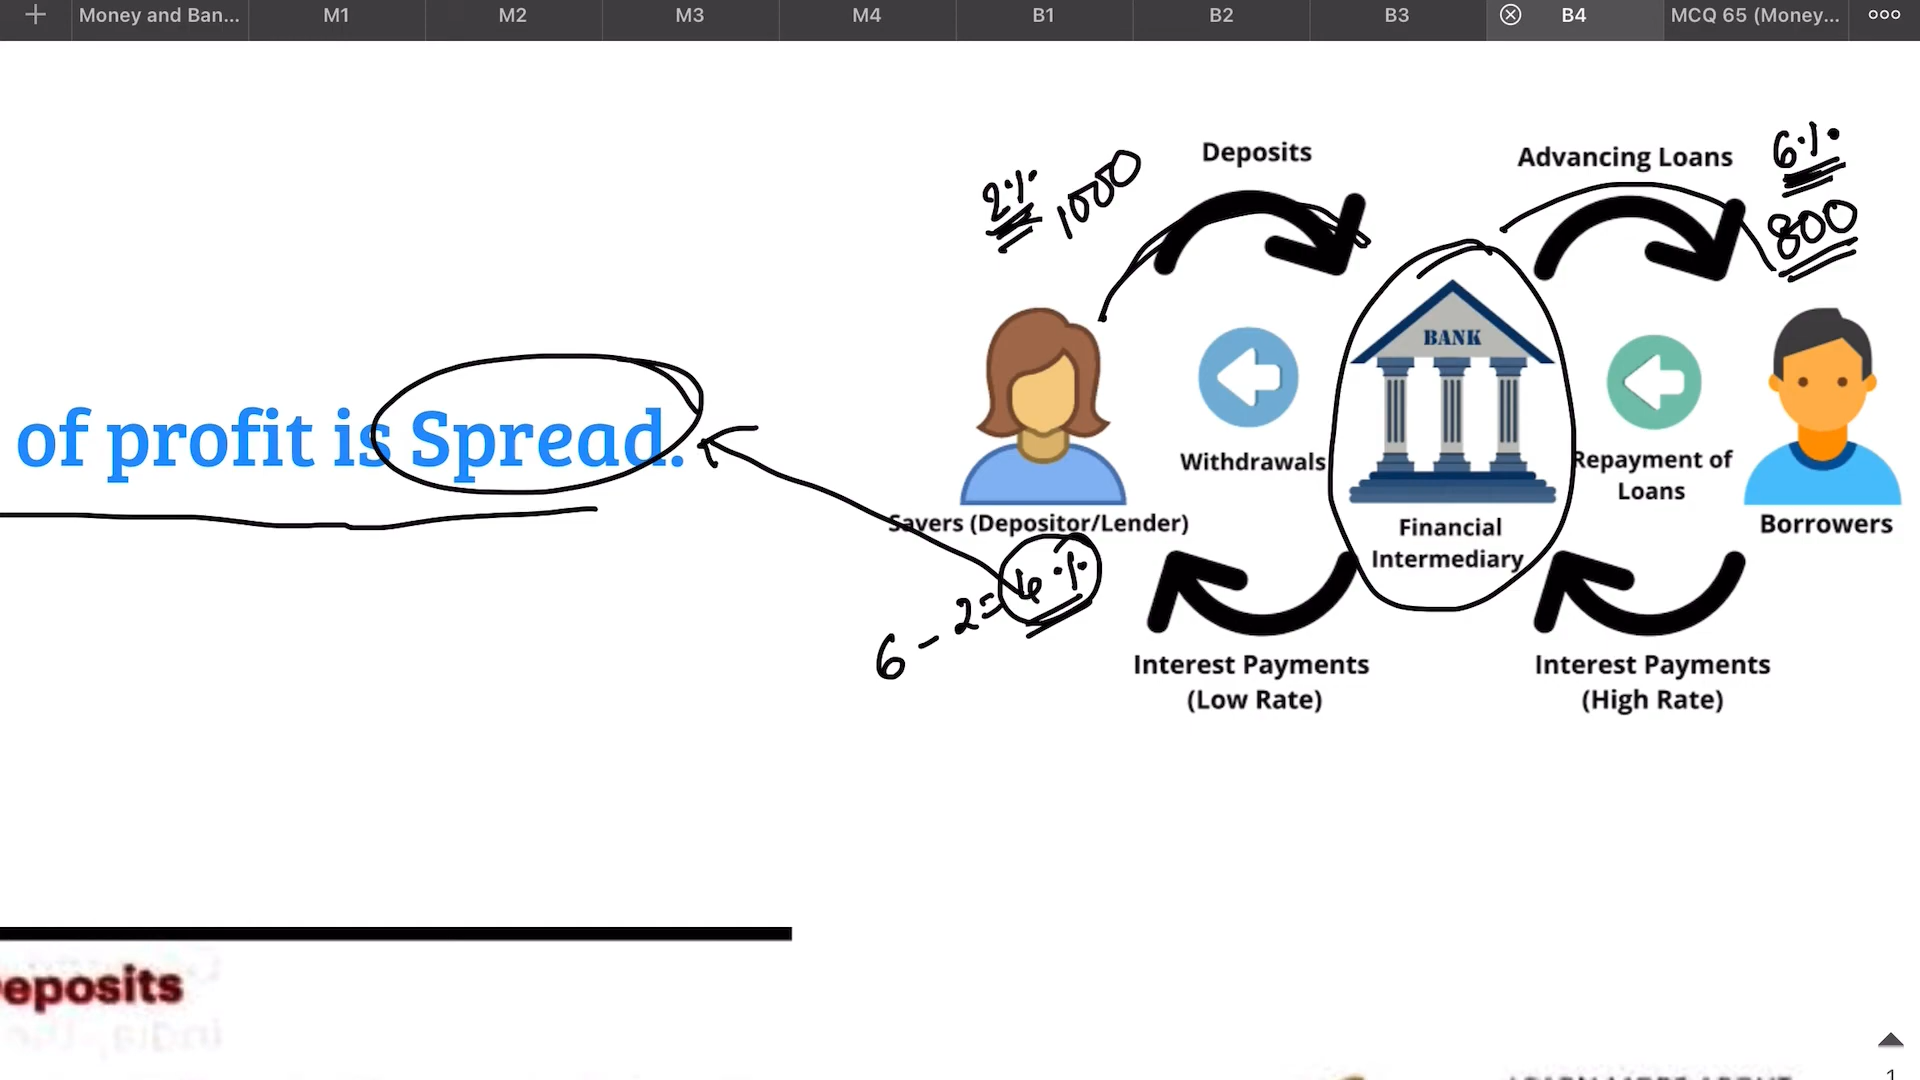 Money and Ban... M1 M2 M3 M4 B1 B2 B3 B4 MCQ 65 (Money...
of profit is Spread.
2% 1000
Deposits
Advancing Loans
6%
800
BANK
Withdrawals
Repayment of
Loans
Savers (Depositor/Lender)
Financial
Intermediary
Borrowers
6 - 2 = 4%
Interest Payments
(Low Rate)
Interest Payments
(High Rate)
eposits
1